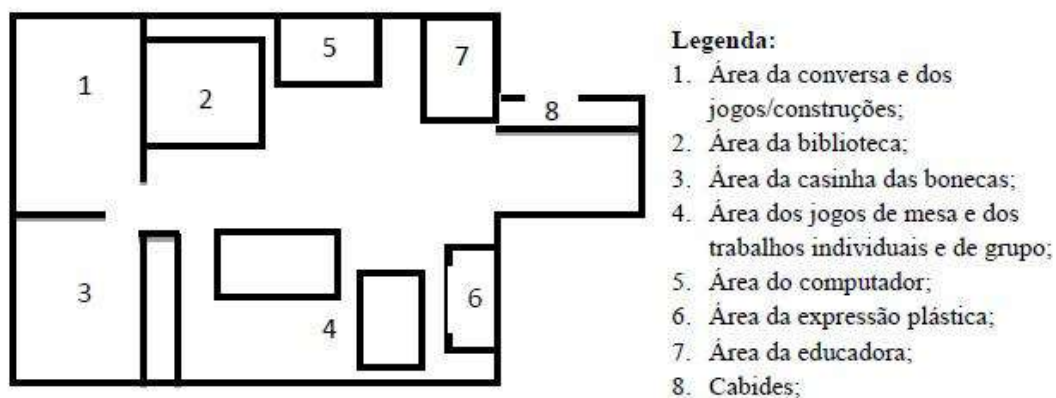 1
2
3
4
5
6
7
8
Legenda:
1. Área da conversa e dos
jogos/construções;
2. Área da biblioteca;
3. Área da casinha das bonecas;
4. Área dos jogos de mesa e dos
trabalhos individuais e de grupo;
5. Área do computador;
6. Área da expressão plástica;
7. Área da educadora;
8. Cabides;